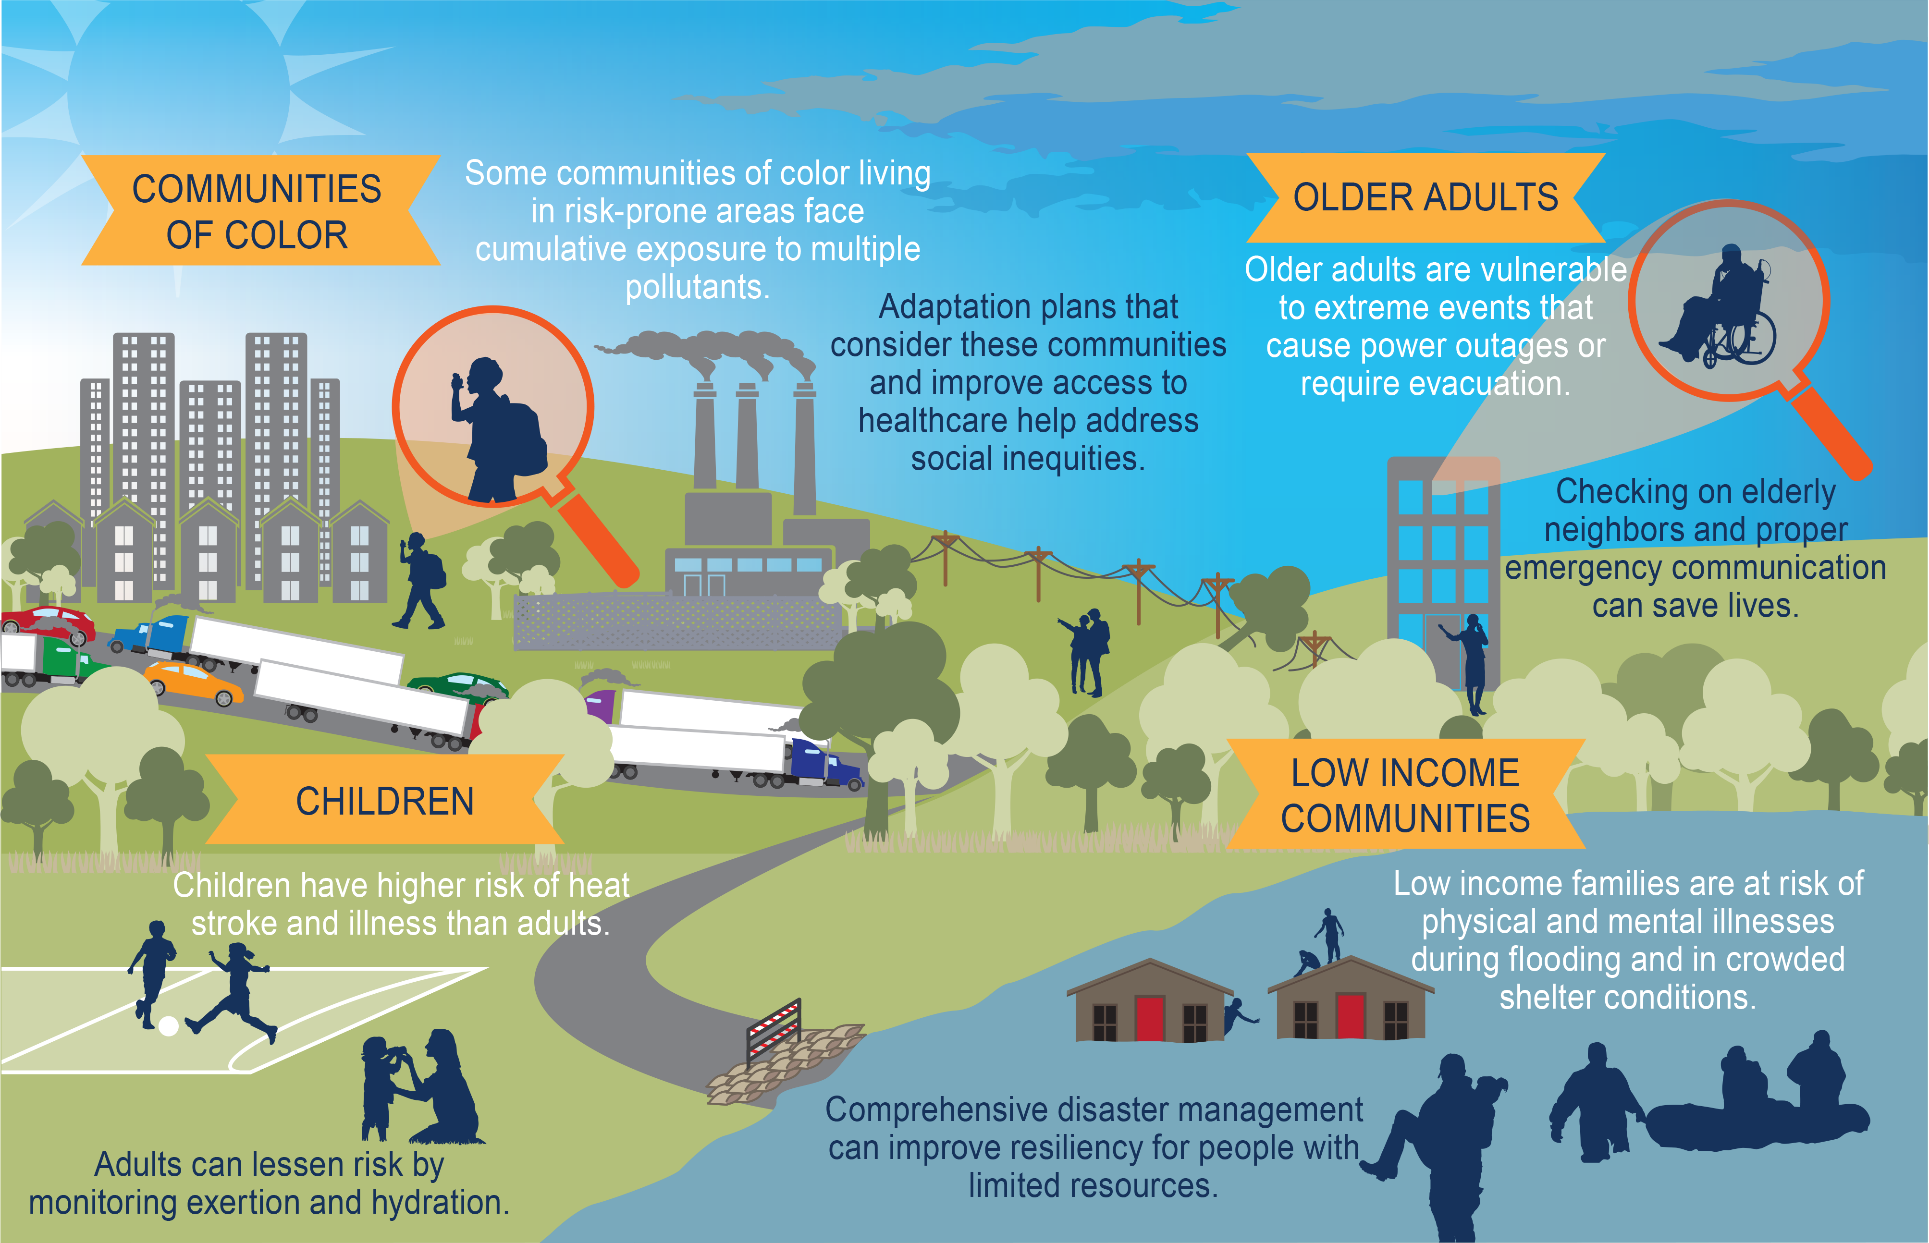 COMMUNITIES
OF COLOR
Some communities of color living
in risk-prone areas face
cumulative exposure to multiple
pollutants.
Adaptation plans that
consider these communities
and improve access to
healthcare help address
social inequities.
OLDER ADULTS
Older adults are vulnerable
to extreme events that
cause power outages or
require evacuation.
Checking on elderly
neighbors and proper
emergency communication
can save lives.
CHILDREN
Children have higher risk of heat
stroke and illness than adults.
Adults can lessen risk by
monitoring exertion and hydration.
LOW INCOME
COMMUNITIES
Low income families are at risk of
physical and mental illnesses
during flooding and in crowded
shelter conditions.
Comprehensive disaster management
can improve resiliency for people with
limited resources.